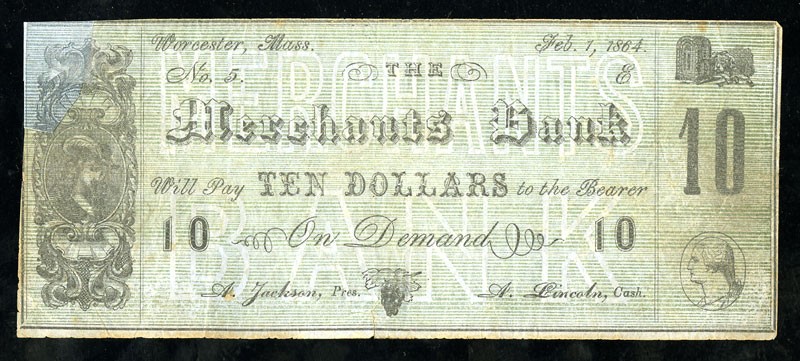 Worcester, Mass. Feb. 1, 1864.
No. 5. THE E
MERCHANTS
Merchants Bank
10
Will Pay TEN DOLLARS to the Bearer
BANK
10 On Demand 10
A. Jackson, Pres. A. Lincoln, Cash.